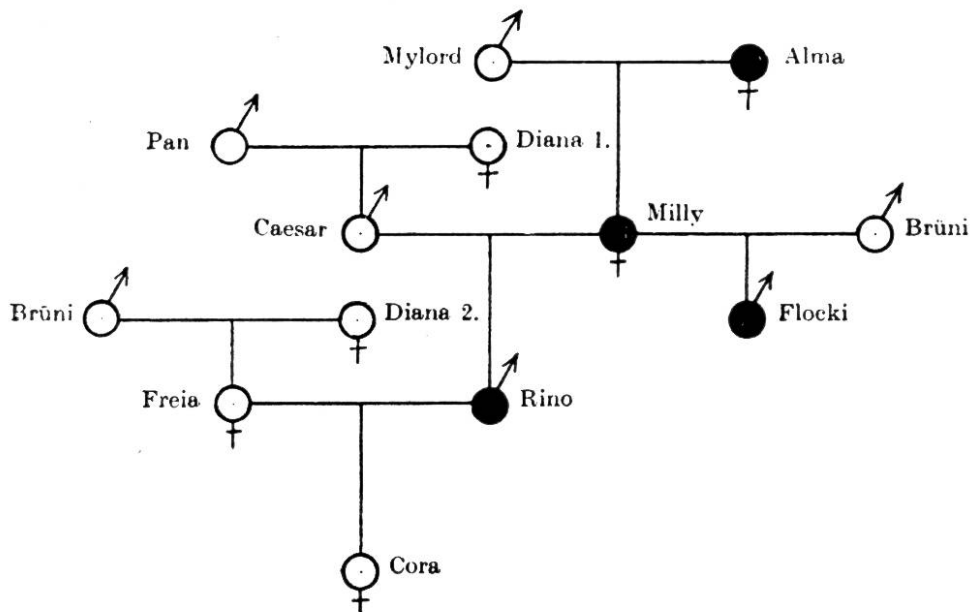 Mylord
Alma
Pan
Diana 1.
Caesar
Milly
Brüni
Brüni
Diana 2.
Flocki
Freia
Rino
Cora